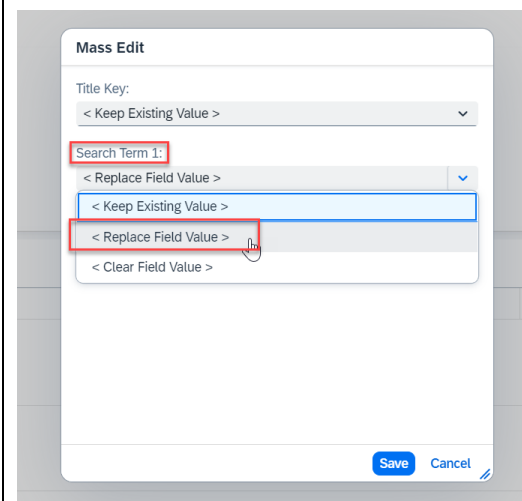 Mass Edit
Title Key:
< Keep Existing Value >
Search Term 1:
< Replace Field Value >
< Keep Existing Value >
< Replace Field Value >
< Clear Field Value >
Save Cancel